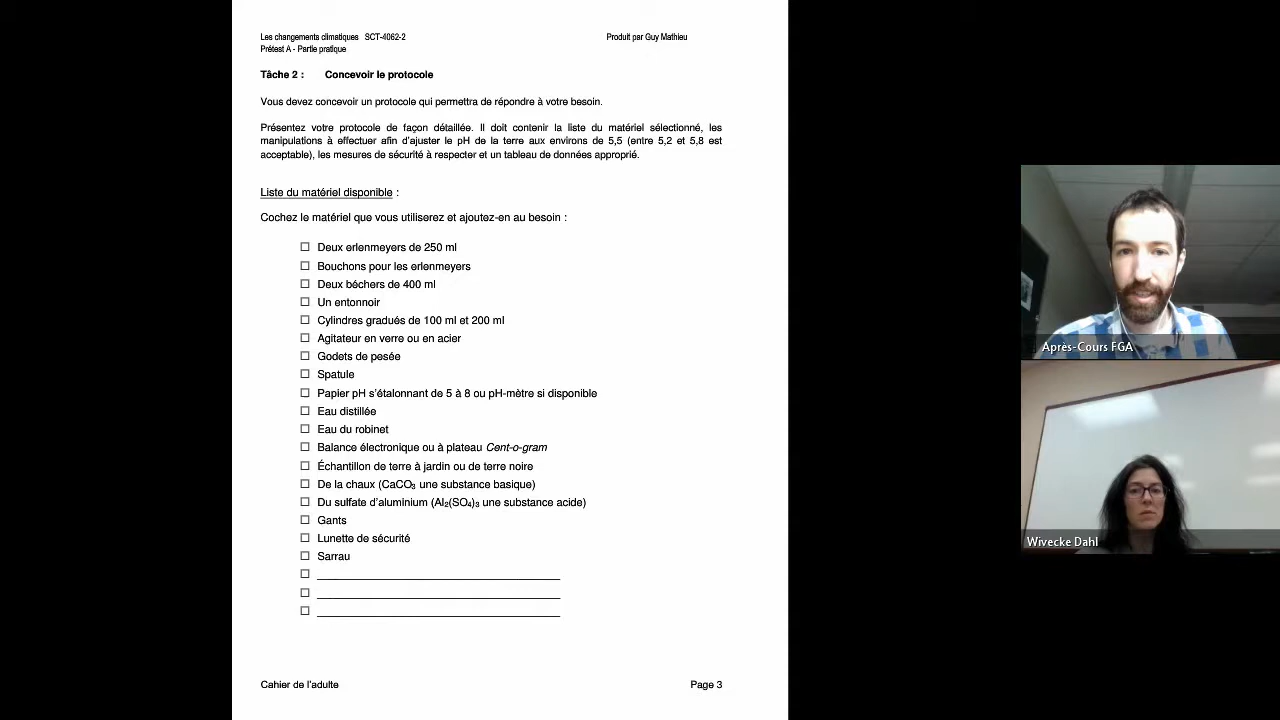 Les changements climatiques SCT-4062-2 Produit par Guy Mathieu
Prétest A - Partie pratique
Tâche 2 : Concevoir le protocole
Vous devez concevoir un protocole qui permettra de répondre à votre besoin.
Présentez votre protocole de façon détaillée. Il doit contenir la liste du matériel sélectionné, les
manipulations à effectuer afin d'ajuster le pH de la terre aux environs de 5,5 (entre 5,2 et 5,8 est
acceptable), les mesures de sécurité à respecter et un tableau de données approprié.
Liste du matériel disponible :
Cochez le matériel que vous utiliserez et ajoutez-en au besoin :
☐ Deux erlenmeyers de 250 ml
☐ Bouchons pour les erlenmeyers
☐ Deux béchers de 400 ml
☐ Un entonnoir
☐ Cylindres gradués de 100 ml et 200 ml
☐ Agitateur en verre ou en acier
☐ Godets de pesée
☐ Spatule
☐ Papier pH s'étalonnant de 5 à 8 ou pH-mètre si disponible
☐ Eau distillée
☐ Eau du robinet
☐ Balance électronique ou à plateau Cent-o-gram
☐ Échantillon de terre à jardin ou de terre noire
☐ De la chaux (CaCO₃ une substance basique)
☐ Du sulfate d'aluminium (Al₂(SO₄)₃ une substance acide)
☐ Gants
☐ Lunette de sécurité
☐ Sarrau
Cahier de l'adulte Page 3
Après-Cours FGA
Wivecke Dahl